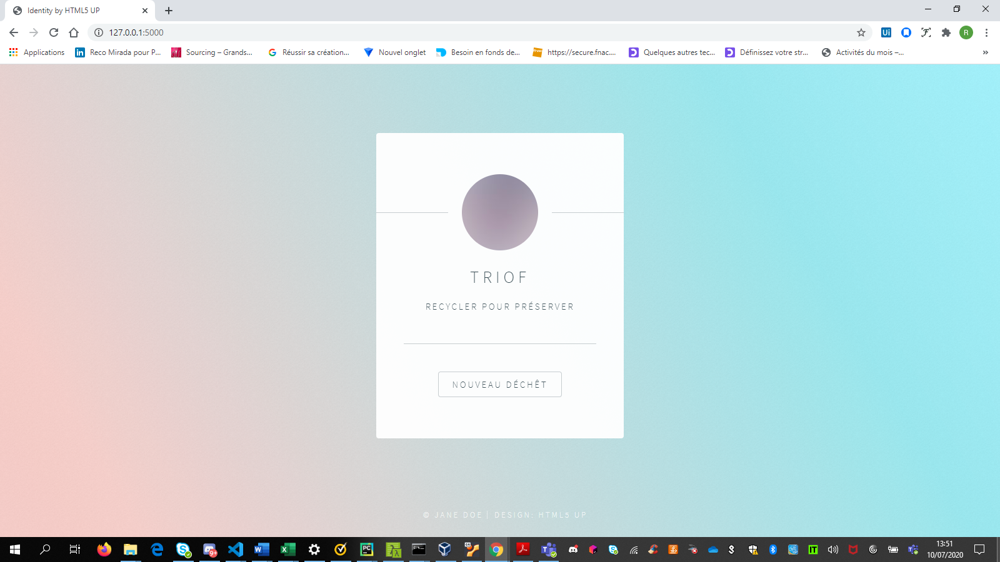 Identity by HTML5 UP
127.0.0.1:5000
R
Applications
Reco Mirada pour P...
Sourcing – Grands...
Réussir sa création...
Nouvel onglet
Besoin en fonds de...
https://secure.fnac....
Quelques autres tec...
Définissez votre str...
Activités du mois –...
»
TRIOF
RECYCLER POUR PRÉSERVER
NOUVEAU DÉCHÊT
© JANE DOE | DESIGN: HTML5 UP
9+
13:51
10/07/2020